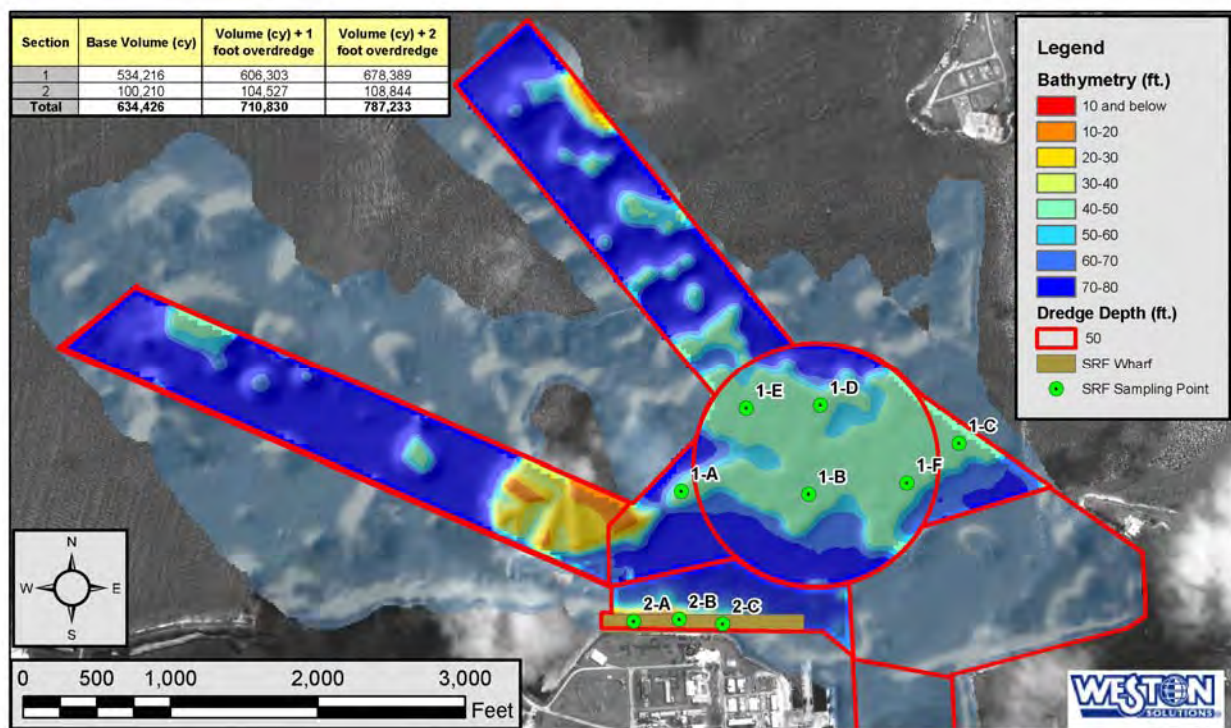 Section Base Volume (cy) Volume (cy) + 1 foot overdredge Volume (cy) + 2 foot overdredge
1 534,216 606,303 678,389
2 100,210 104,527 108,844
Total 634,426 710,830 787,233
Legend
Bathymetry (ft.)
10 and below
10-20
20-30
30-40
40-50
50-60
60-70
70-80
Dredge Depth (ft.)
50
SRF Wharf
SRF Sampling Point
1-E
1-D
1-C
1-A
1-B
1-F
2-A
2-B
2-C
N
W E
S
0 500 1,000 2,000 3,000
Feet
WESTON
SOLUTIONS